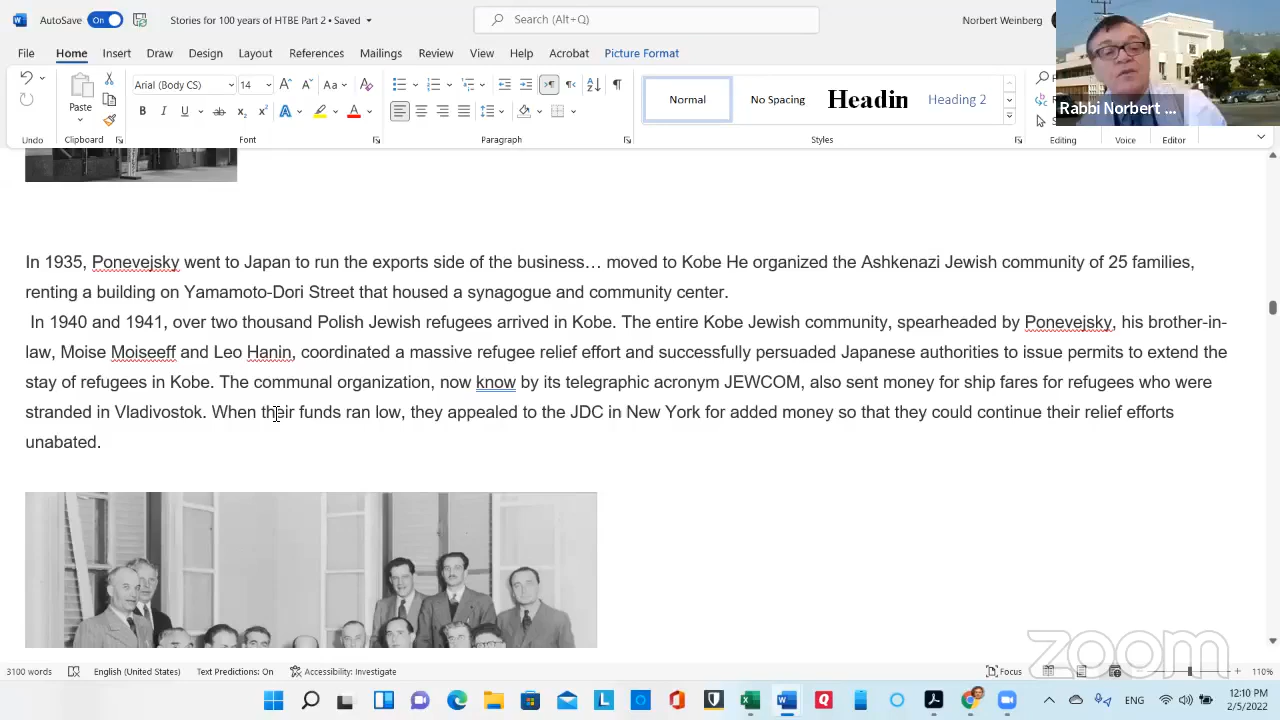 AutoSave On Stories for 100 years of HTBE Part 2 • Saved Search (Alt+Q) Norbert Weinberg
File Home Insert Draw Design Layout References Mailings Review View Help Acrobat Picture Format
Arial (Body CS) 14 Aa A
Paste B I U ab x₂ x² A A Normal No Spacing Headin Heading 2
Rabbi Norbert ...
Undo Clipboard Font Paragraph Styles Editing Voice Editor
In 1935, Ponevejsky went to Japan to run the exports side of the business… moved to Kobe He organized the Ashkenazi Jewish community of 25 families,
renting a building on Yamamoto-Dori Street that housed a synagogue and community center.
In 1940 and 1941, over two thousand Polish Jewish refugees arrived in Kobe. The entire Kobe Jewish community, spearheaded by Ponevejsky, his brother-in-
law, Moise Moiseaff and Leo Hanin, coordinated a massive refugee relief effort and successfully persuaded Japanese authorities to issue permits to extend the
stay of refugees in Kobe. The communal organization, now know by its telegraphic acronym JEWCOM, also sent money for ship fares for refugees who were
stranded in Vladivostok. When their funds ran low, they appealed to the JDC in New York for added money so that they could continue their relief efforts
unabated.
zoom
3100 words English (United States) Text Predictions: On Accessibility: Investigate Focus 110%
ENG 12:10 PM
2/5/2022